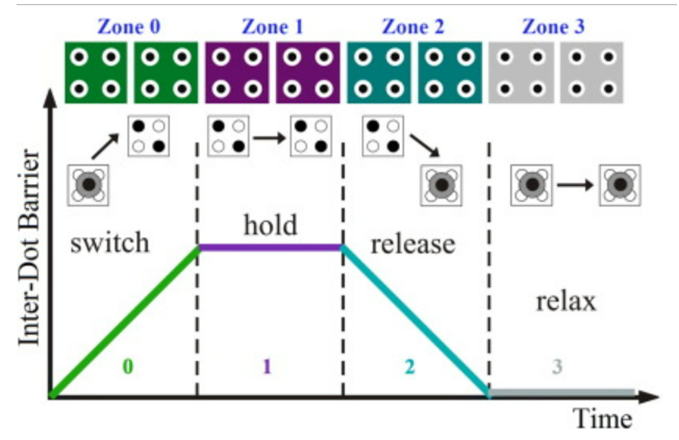 Zone 0 Zone 1 Zone 2 Zone 3
Inter-Dot Barrier
switch
hold
release
relax
0 1 2 3
Time